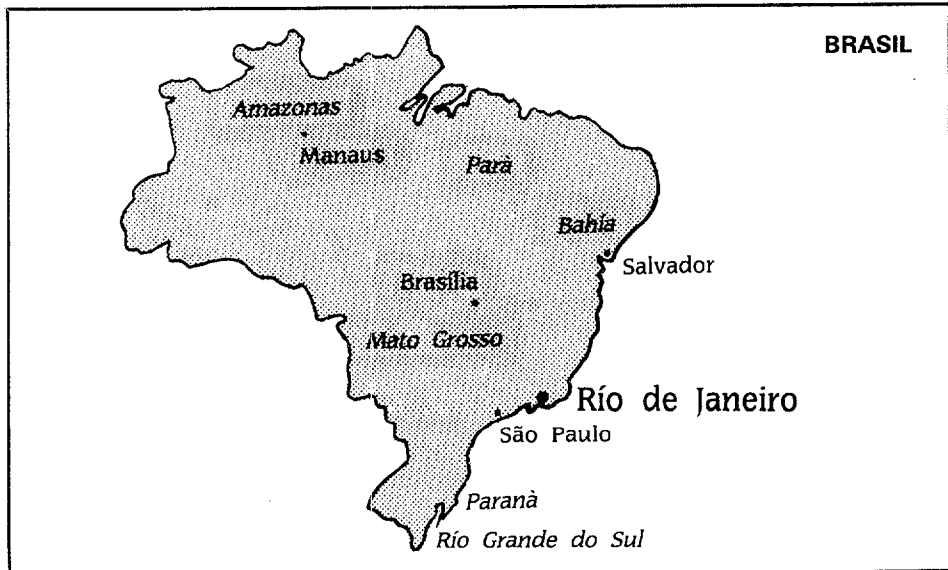 BRASIL
Amazonas
Manaus
Parà
Bahía
Salvador
Brasília
Mato Grosso
Río de Janeiro
São Paulo
Paranà
Río Grande do Sul